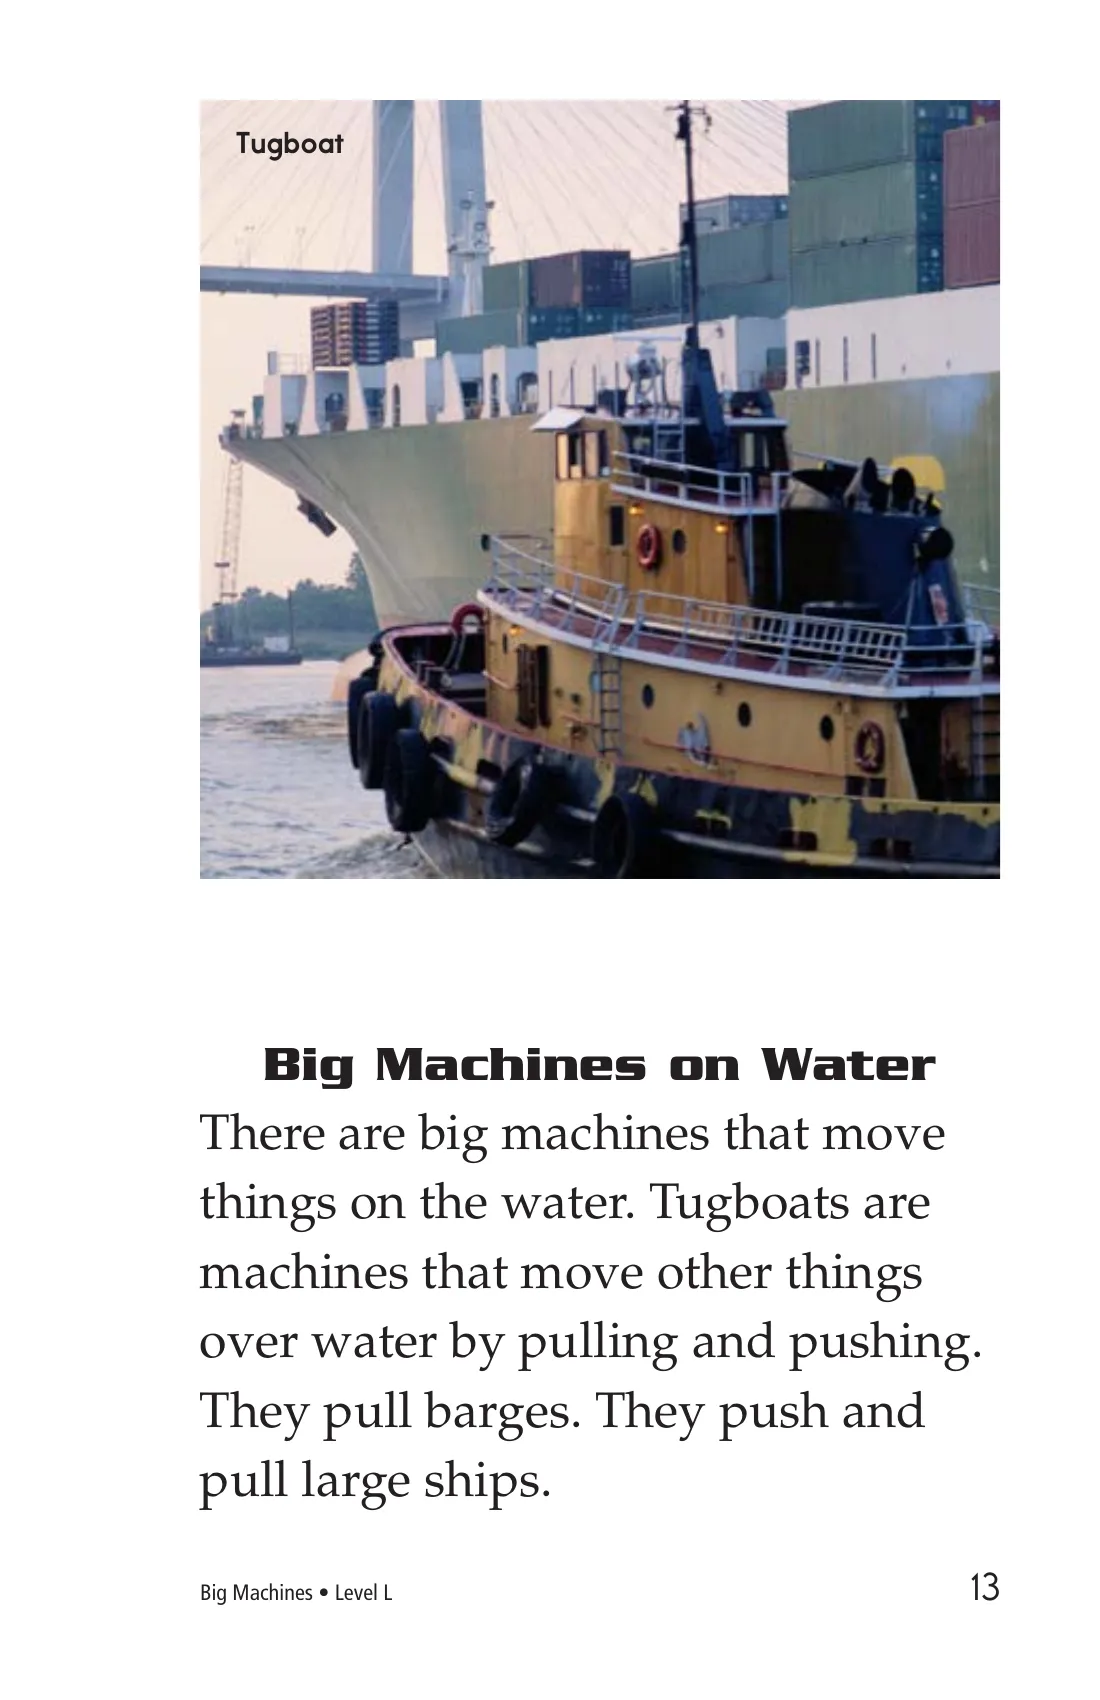 Tugboat
Big Machines on Water
There are big machines that move
things on the water. Tugboats are
machines that move other things
over water by pulling and pushing.
They pull barges. They push and
pull large ships.
Big Machines • Level L
13